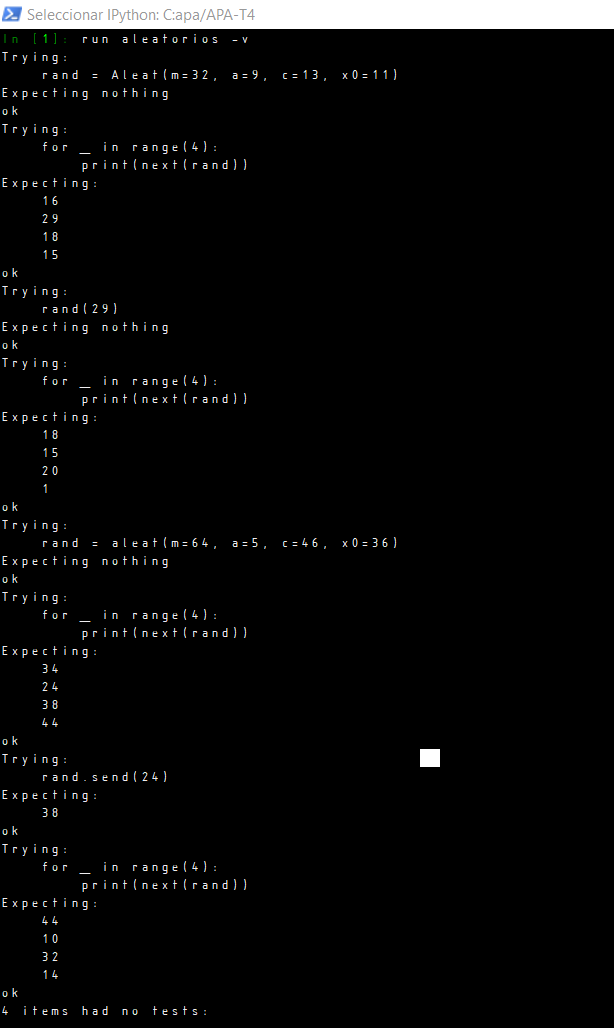 Seleccionar IPython: C:apa/APA-T4
In [1]: run aleatorios -v
Trying:
    rand = Aleat(m=32, a=9, c=13, x0=11)
Expecting nothing
ok
Trying:
    for _ in range(4):
        print(next(rand))
Expecting:
    16
    29
    18
    15
ok
Trying:
    rand(29)
Expecting nothing
ok
Trying:
    for _ in range(4):
        print(next(rand))
Expecting:
    18
    15
    20
    1
ok
Trying:
    rand = aleat(m=64, a=5, c=46, x0=36)
Expecting nothing
ok
Trying:
    for _ in range(4):
        print(next(rand))
Expecting:
    34
    24
    38
    44
ok
Trying:
    rand.send(24)
Expecting:
    38
ok
Trying:
    for _ in range(4):
        print(next(rand))
Expecting:
    44
    10
    32
    14
ok
4 items had no tests: